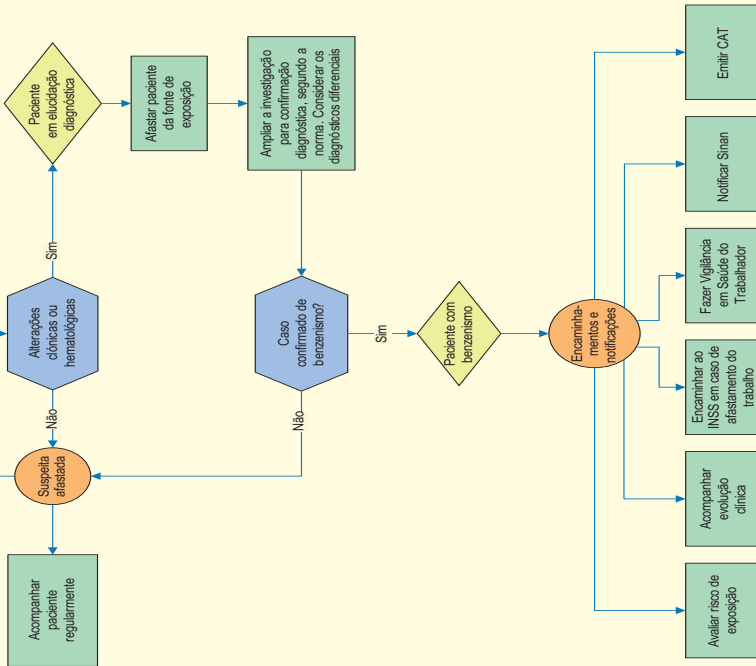 Paciente
em elucidação
diagnóstica
Afastar paciente
da fonte de
exposição
Ampliar a investigação
para confirmação
diagnóstica, segundo a
norma. Considerar os
diagnósticos diferenciais
Sim
Alterações
clónicas ou
hematológicas
Não
Suspeita
afastada
Acompanhar
paciente
regularmente
Caso
confirmado de
benzenismo?
Não
Sim
Paciente com
benzenismo
Encaminha-
mentos e
notificações
Avaliar risco de
exposição
Acompanhar
evolução
clínica
Encaminhar ao
INSS em caso de
afastamento do
trabalho
Fazer Vigilância
em Saúde do
Trabalhador
Notificar Sinan
Emitir CAT